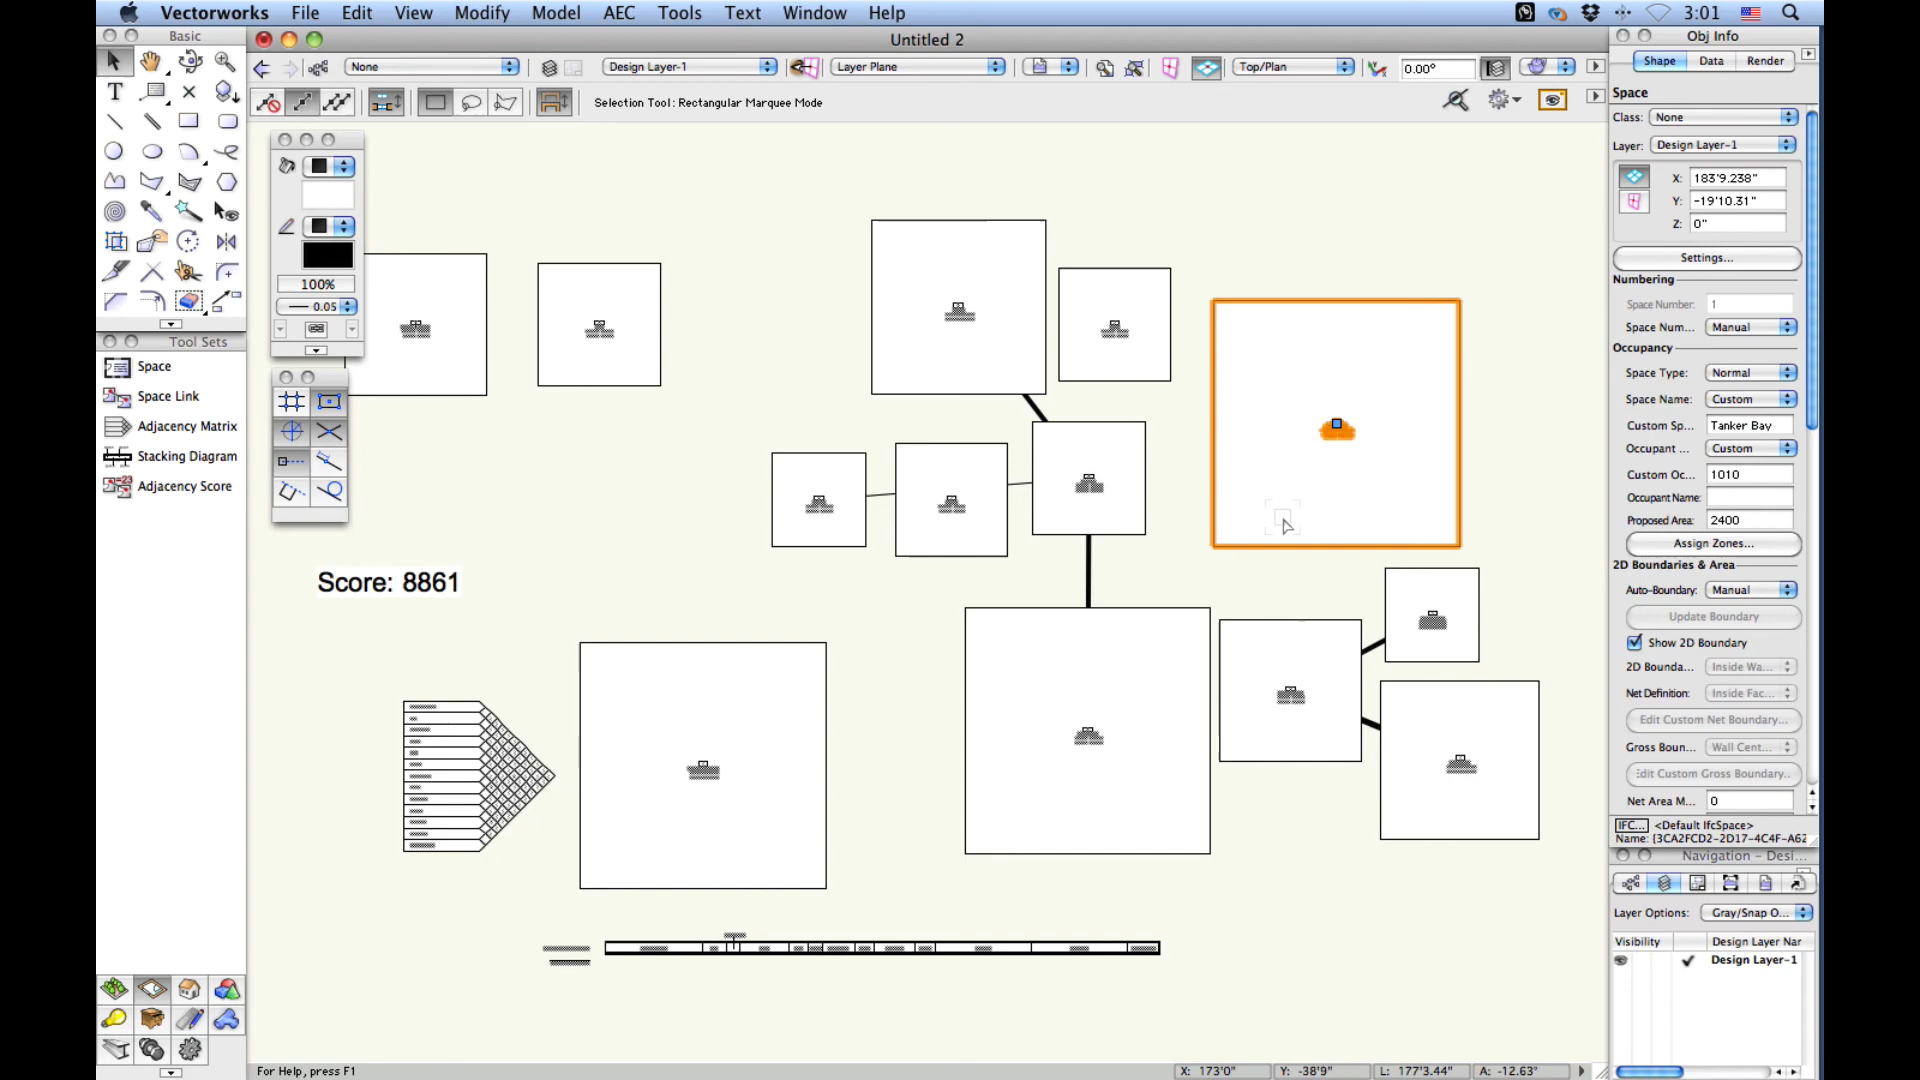 Vectorworks File Edit View Modify Model AEC Tools Text Window Help 3:01
Basic
Untitled 2
Obj Info
None Design Layer-1 Layer Plane Top/Plan 0.00°
Shape Data Render
Selection Tool: Rectangular Marquee Mode
Space
Class: None
Layer: Design Layer-1
X: 183'9.238"
Y: -19'10.31"
Z: 0"
Settings...
Numbering
Space Number: 1
Space Num... Manual
Occupancy
Space Type: Normal
Space Name: Custom
Custom Sp... Tanker Bay
Occupant ... Custom
Custom Oc... 1010
Occupant Name:
Proposed Area: 2400
Assign Zones...
2D Boundaries & Area
Auto-Boundary: Manual
Update Boundary
Show 2D Boundary
2D Bounda... Inside Wa...
Net Definition: Inside Fac...
Edit Custom Net Boundary...
Gross Boun... Wall Cent...
Edit Custom Gross Boundary..
Net Area M... 0
IFC... <Default IfcSpace>
Name: {3CA2FCD2-2D17-4C4F-A62
Navigation - Desi...
Layer Options: Gray/Snap O...
Visibility Design Layer Nar
Design Layer-1
100%
0.05
Tool Sets
Space
Space Link
Adjacency Matrix
Stacking Diagram
Adjacency Score
Score: 8861
For Help, press F1
X: 173'0" Y: -38'9" L: 177'3.44" A: -12.63°